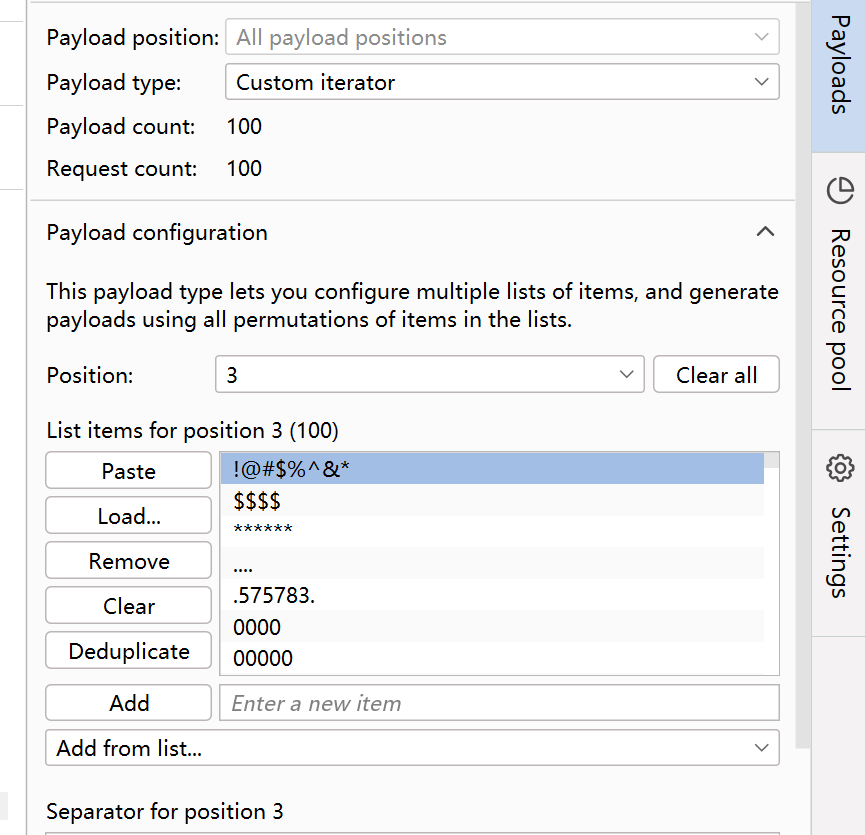 Payload position: All payload positions
Payload type: Custom iterator
Payload count: 100
Request count: 100
Payload configuration
This payload type lets you configure multiple lists of items, and generate
payloads using all permutations of items in the lists.
Position: 3 Clear all
List items for position 3 (100)
Paste
Load...
Remove
Clear
Deduplicate
!@#$%^&*
$$$$
******
....
.575783.
0000
00000
Add Enter a new item
Add from list...
Separator for position 3
Payloads
Resource pool
Settings